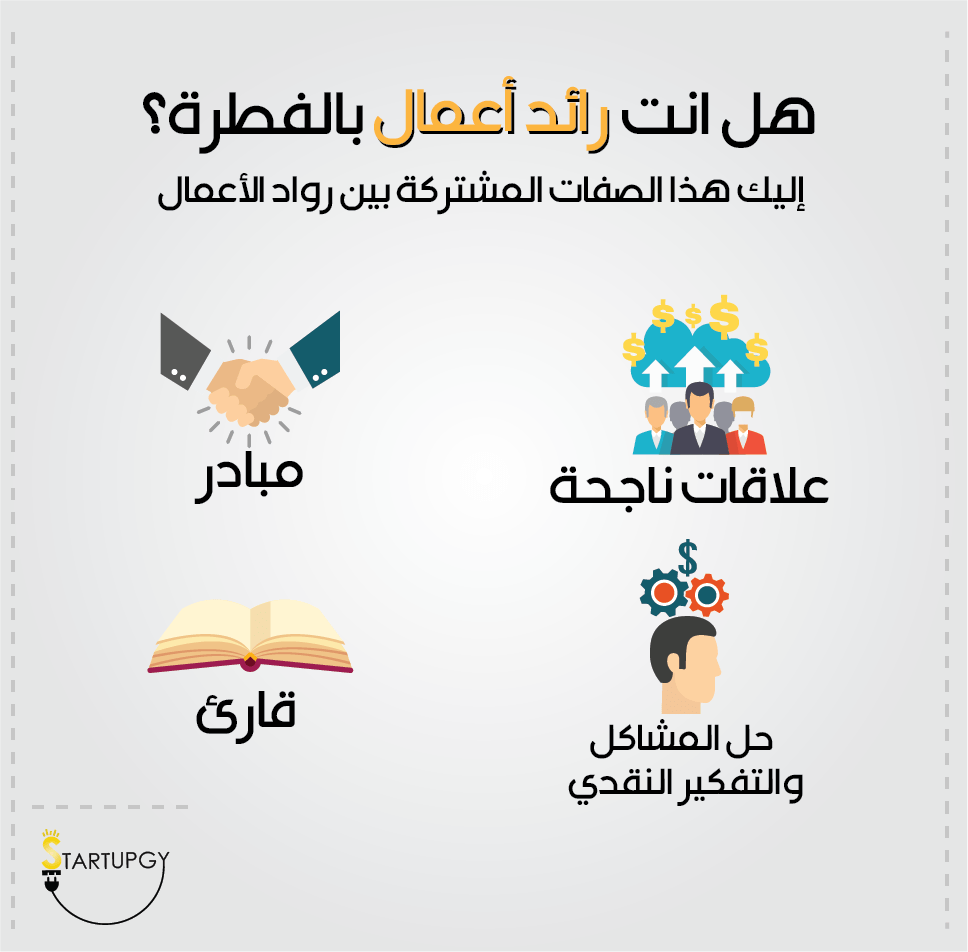 هل انت رائد أعمال بالفطرة؟
إليك هذا الصفات المشتركة بين رواد الأعمال
علاقات ناجحة
مبادر
حل المشاكل
والتفكير النقدي
قارئ
STARTUPGY